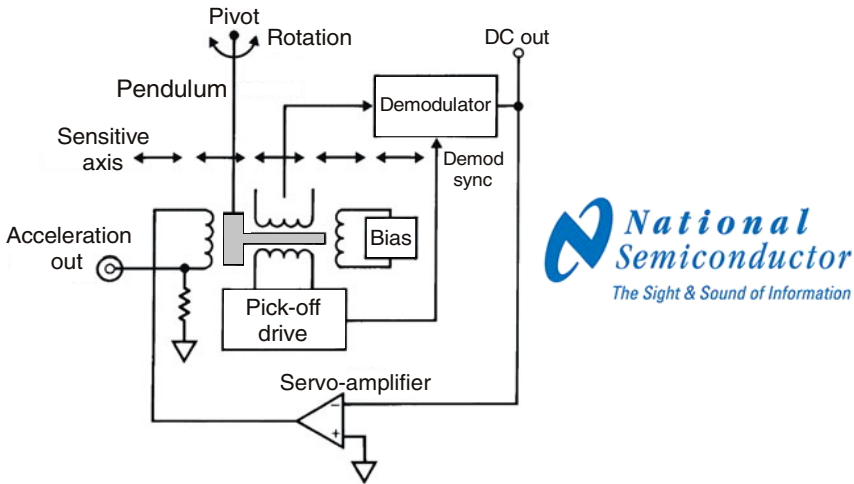 Pivot
Rotation
DC out
Pendulum
Demodulator
Sensitive
axis
Demod
sync
Acceleration
out
Bias
Pick-off
drive
Servo-amplifier
−
+
National
Semiconductor
The Sight & Sound of Information